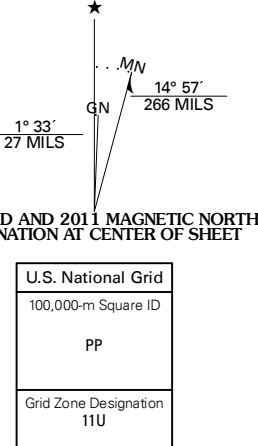 ★
MN
GN
14° 57´
266 MILS
1° 33´
27 MILS
D AND 2011 MAGNETIC NORTH
NATION AT CENTER OF SHEET
U.S. National Grid
100,000-m Square ID
PP
Grid Zone Designation
11U